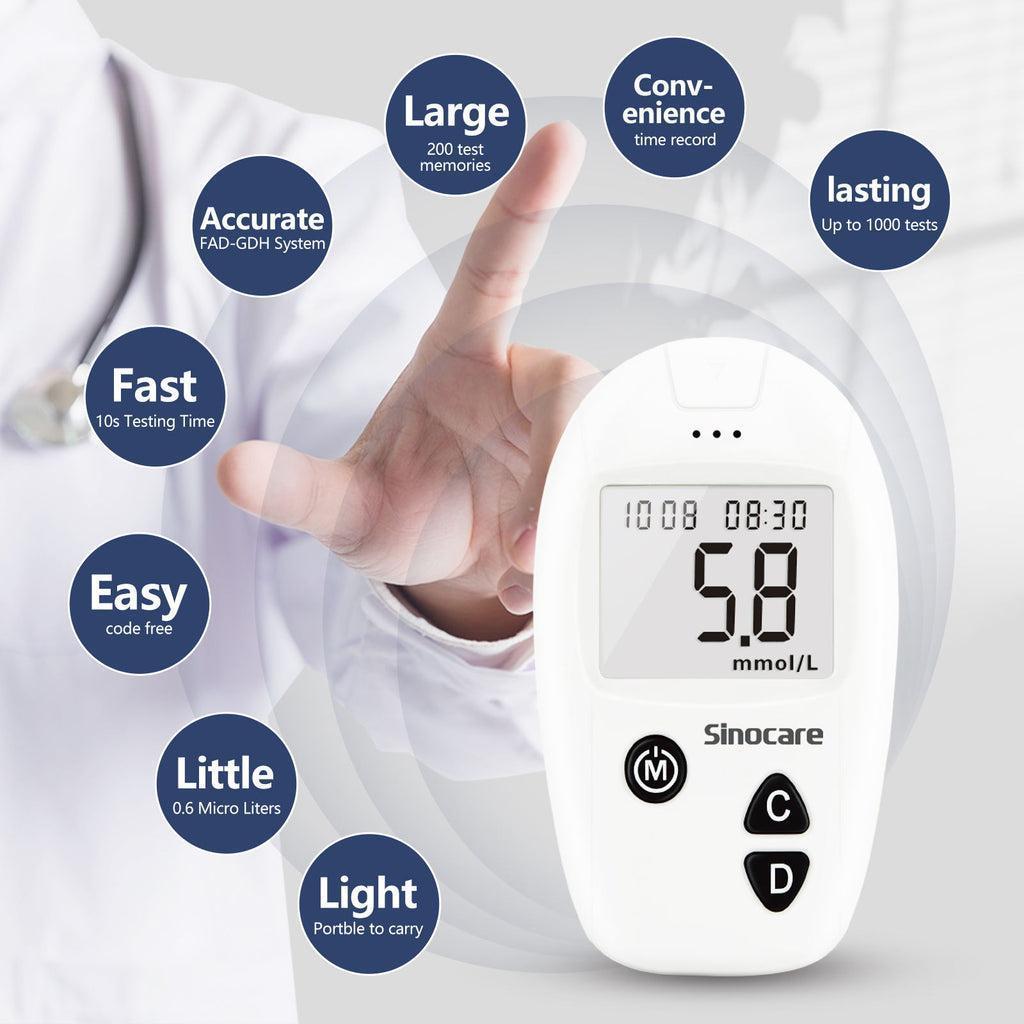 Large
200 test
memories
Conv-
enience
time record
lasting
Up to 1000 tests
Accurate
FAD-GDH System
Fast
10s Testing Time
Easy
code free
Little
0.6 Micro Liters
Light
Portble to carry
1008 08:30
5.8
mmol/L
Sinocare
M
C
D